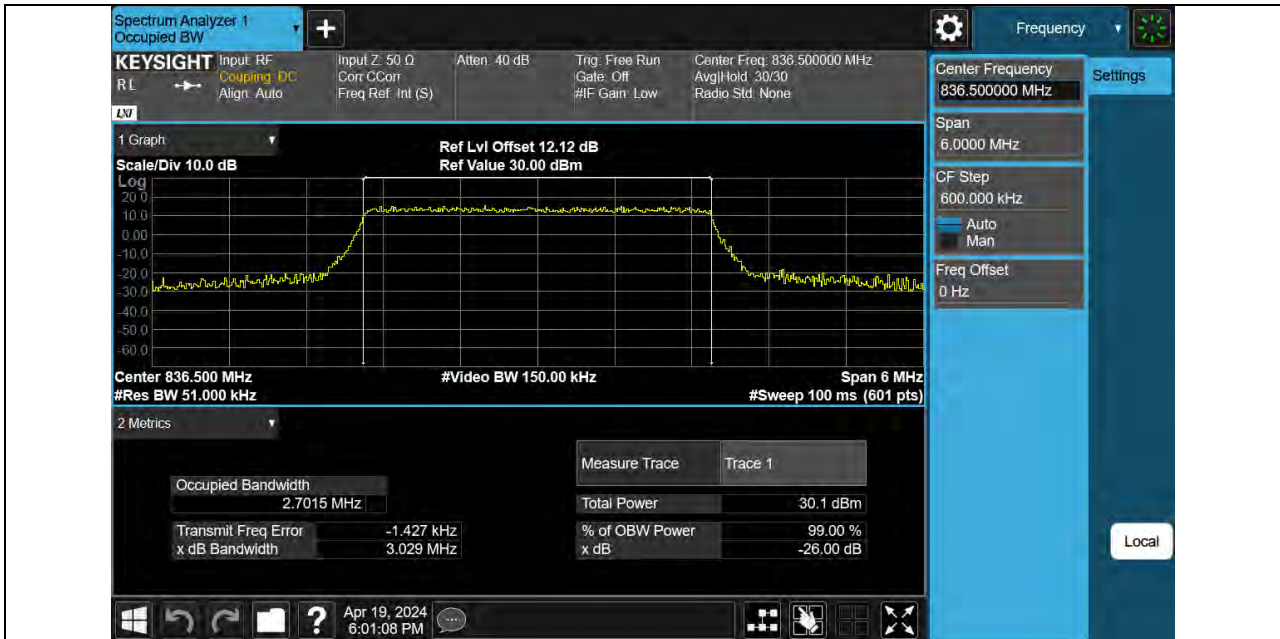 Spectrum Analyzer 1
Occupied BW
Frequency
KEYSIGHT
RL
LXI
Input: RF
Coupling: DC
Align: Auto
Input Z: 50 Ω
Corr CCorr
Freq Ref: Int (S)
Atten: 40 dB
Trig: Free Run
Gate: Off
#IF Gain: Low
Center Freq: 836.500000 MHz
Avg|Hold: 30/30
Radio Std: None
1 Graph
Scale/Div 10.0 dB
Ref Lvl Offset 12.12 dB
Ref Value 30.00 dBm
Log
20.0
10.0
0.00
-10.0
-20.0
-30.0
-40.0
-50.0
-60.0
Center 836.500 MHz
#Video BW 150.00 kHz
Span 6 MHz
#Res BW 51.000 kHz
#Sweep 100 ms (601 pts)
2 Metrics
Measure Trace
Trace 1
Occupied Bandwidth
2.7015 MHz
Total Power
30.1 dBm
Transmit Freq Error
-1.427 kHz
% of OBW Power
99.00 %
x dB Bandwidth
3.029 MHz
x dB
-26.00 dB
Center Frequency
836.500000 MHz
Settings
Span
6.0000 MHz
CF Step
600.000 kHz
Auto
Man
Freq Offset
0 Hz
Local
?
Apr 19, 2024
6:01:08 PM